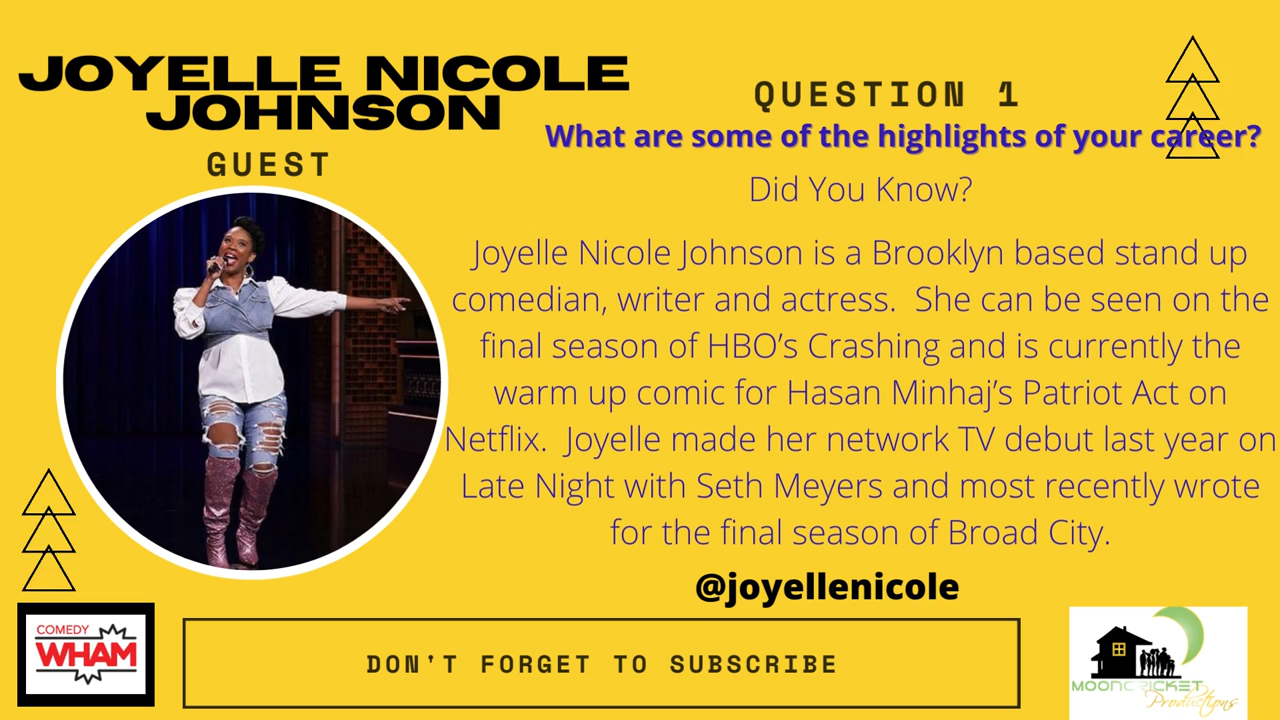 JOYELLE NICOLE
JOHNSON
GUEST
QUESTION 1
What are some of the highlights of your career?
Did You Know?
Joyelle Nicole Johnson is a Brooklyn based stand up
comedian, writer and actress.  She can be seen on the
final season of HBO’s Crashing and is currently the
warm up comic for Hasan Minhaj’s Patriot Act on
Netflix.  Joyelle made her network TV debut last year on
Late Night with Seth Meyers and most recently wrote
for the final season of Broad City.
@joyellenicole
COMEDY
WHAM
DON'T FORGET TO SUBSCRIBE
MOONCRICKET
Productions